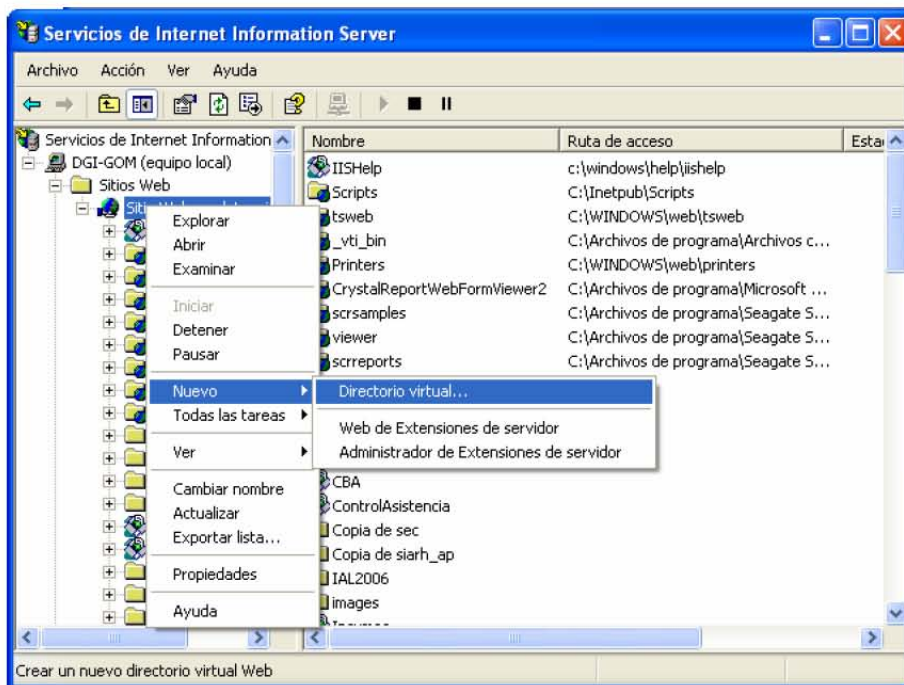 Servicios de Internet Information Server
Archivo Acción Ver Ayuda
Servicios de Internet Information
DGI-GOM (equipo local)
Sitios Web
Explorar
Abrir
Examinar
Iniciar
Detener
Pausar
Nuevo
Todas las tareas
Ver
Cambiar nombre
Actualizar
Exportar lista...
Propiedades
Ayuda
Directorio virtual...
Web de Extensiones de servidor
Administrador de Extensiones de servidor
Nombre Ruta de acceso
IISHelp c:\windows\help\iishelp
Scripts C:\Inetpub\Scripts
tsweb C:\WINDOWS\web\tsweb
_vti_bin C:\Archivos de programa\Archivos c...
Printers C:\WINDOWS\web\printers
CrystalReportWebFormViewer2 C:\Archivos de programa\Microsoft ...
scrsamples C:\Archivos de programa\Seagate S...
viewer C:\Archivos de programa\Seagate S...
scrreports C:\Archivos de programa\Seagate S...
CBA
ControlAsistencia
Copia de sec
Copia de siarh_ap
IAL2006
images
Crear un nuevo directorio virtual Web